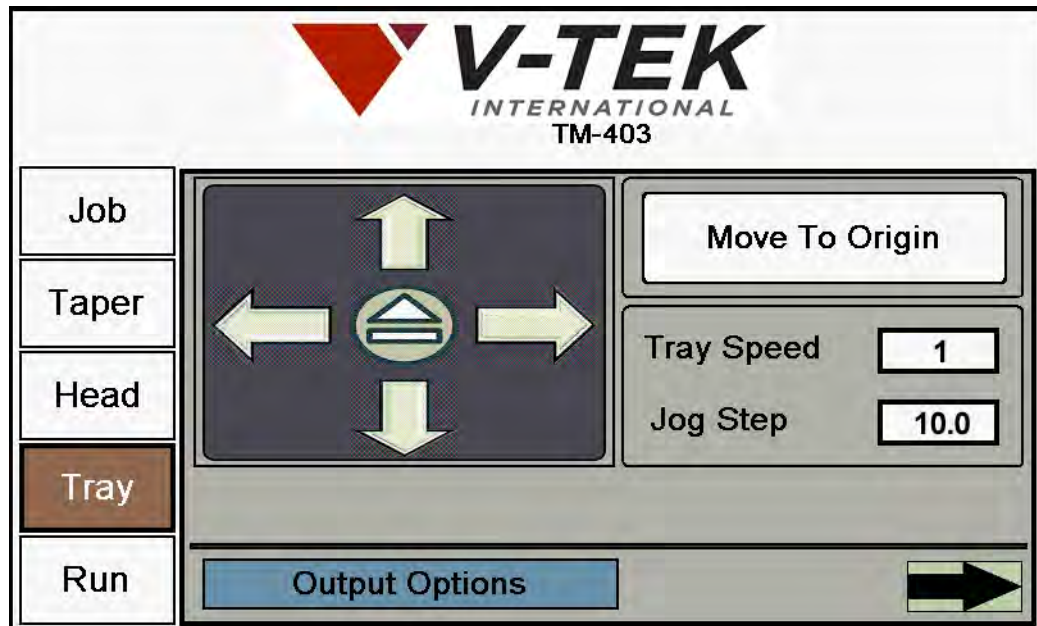 V-TEK
INTERNATIONAL
TM-403
Job
Taper
Head
Tray
Run
Move To Origin
Tray Speed 1
Jog Step 10.0
Output Options